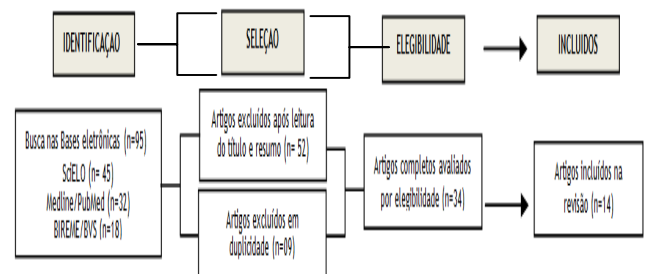 IDENTIFICAÇAO
SELEÇAO
ELEGIBILIDADE
INCLUIDOS
Busca nas Bases eletrônicas (n=95)
SciELO (n= 45)
Medline/PubMed (n=32)
BIREME/BVS (n=18)
Artigos excluídos após leitura
do título e resumo (n= 52)
Artigos excluídos em
duplicidade (n=09)
Artigos completos avaliados
por elegibilidade (n=34)
Artigos incluídos na
revisão (n=14)